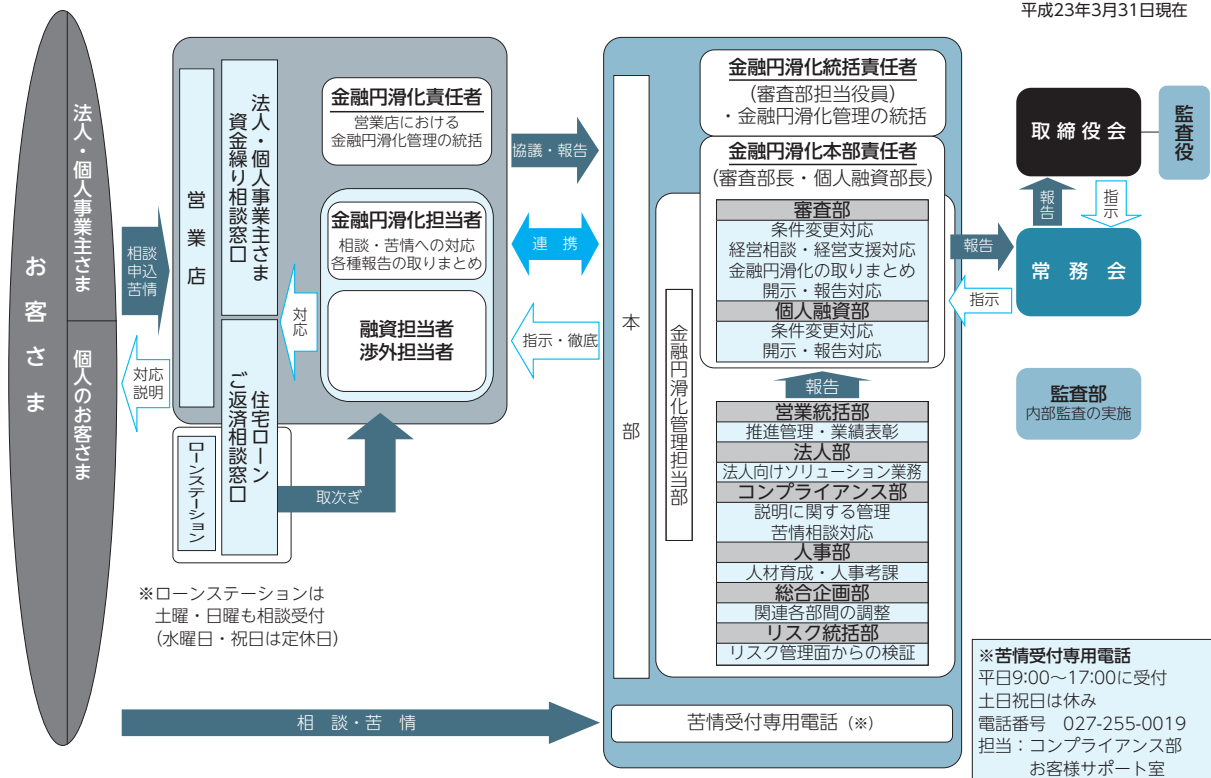 平成23年3月31日現在
お客さま
法人・個人事業主さま
個人のお客さま
相談
申込
苦情
対応
説明
営業店
法人・個人事業主さま
資金繰り相談窓口
住宅ローン
ご返済相談窓口
ローンステーション
対応
金融円滑化責任者
営業店における
金融円滑化管理の統括
金融円滑化担当者
相談・苦情への対応
各種報告の取りまとめ
融資担当者
渉外担当者
取次ぎ
※ローンステーションは
土曜・日曜も相談受付
(水曜日・祝日は定休日)
協議・報告
連携
指示・徹底
本部
金融円滑化統括責任者
(審査部担当役員)
・金融円滑化管理の統括
金融円滑化本部責任者
(審査部長・個人融資部長)
金融円滑化管理担当部
審査部
条件変更対応
経営相談・経営支援対応
金融円滑化の取りまとめ
開示・報告対応
個人融資部
条件変更対応
開示・報告対応
報告
営業統括部
推進管理・業績表彰
法人部
法人向けソリューション業務
コンプライアンス部
説明に関する管理
苦情相談対応
人事部
人材育成・人事考課
総合企画部
関連各部間の調整
リスク統括部
リスク管理面からの検証
報告
指示
取締役会
監査役
報告
指示
常務会
監査部
内部監査の実施
相談・苦情
苦情受付専用電話(※)
※苦情受付専用電話
平日9:00〜17:00に受付
土日祝日は休み
電話番号 027-255-0019
担当：コンプライアンス部
お客様サポート室